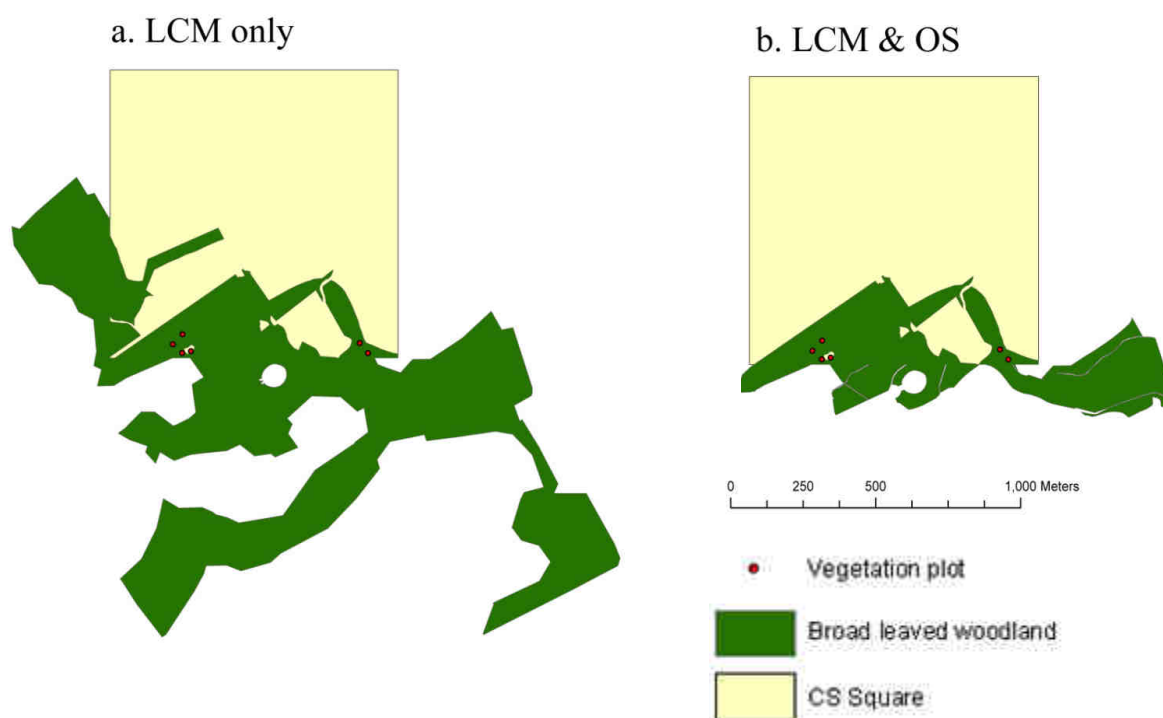 a. LCM only
b. LCM & OS
0 250 500 1,000 Meters
Vegetation plot
Broad leaved woodland
CS Square